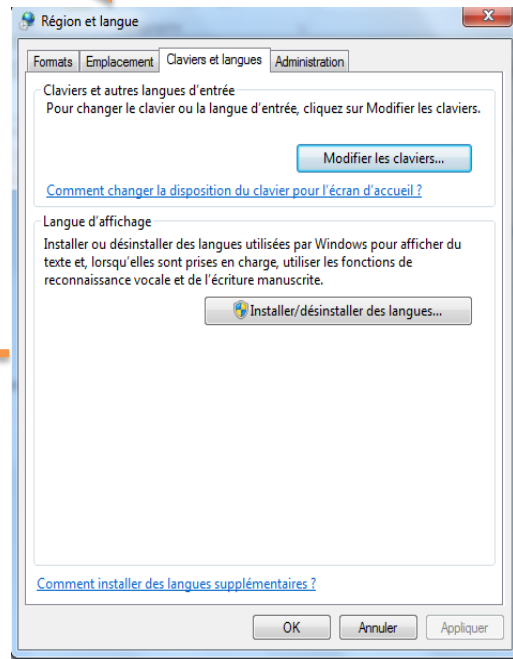 Région et langue
X
Formats Emplacement Claviers et langues Administration
Claviers et autres langues d'entrée
Pour changer le clavier ou la langue d'entrée, cliquez sur Modifier les claviers.
Modifier les claviers...
Comment changer la disposition du clavier pour l'écran d'accueil ?
Langue d'affichage
Installer ou désinstaller des langues utilisées par Windows pour afficher du
texte et, lorsqu'elles sont prises en charge, utiliser les fonctions de
reconnaissance vocale et de l'écriture manuscrite.
Installer/désinstaller des langues...
Comment installer des langues supplémentaires ?
OK Annuler Appliquer